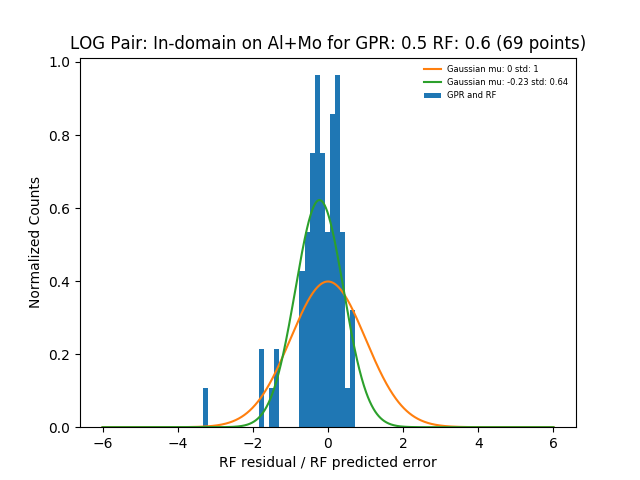 LOG Pair: In-domain on Al+Mo for GPR: 0.5 RF: 0.6 (69 points)
Gaussian mu: 0 std: 1
Gaussian mu: -0.23 std: 0.64
GPR and RF
Normalized Counts
1.0
0.8
0.6
0.4
0.2
0.0
−6 −4 −2 0 2 4 6
RF residual / RF predicted error